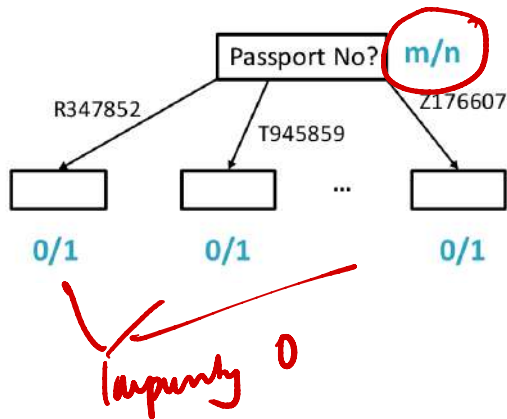 Passport No? m/n
R347852
Z176607
T945859
...
0/1 0/1 0/1
Impurity 0